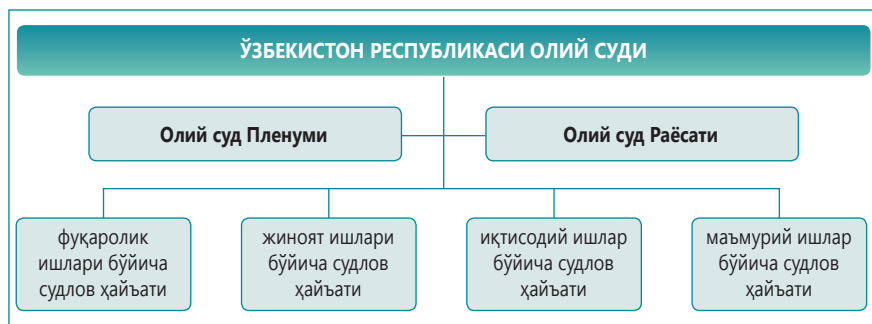 ЎЗБЕКИСТОН РЕСПУБЛИКАСИ ОЛИЙ СУДИ
Олий суд Пленуми
Олий суд Раёсати
фуқаролик
ишлари бўйича
судлов ҳайъати
жиноят ишлари
бўйича судлов
ҳайъати
иқтисодий ишлар
бўйича судлов
ҳайъати
маъмурий ишлар
бўйича судлов
ҳайъати